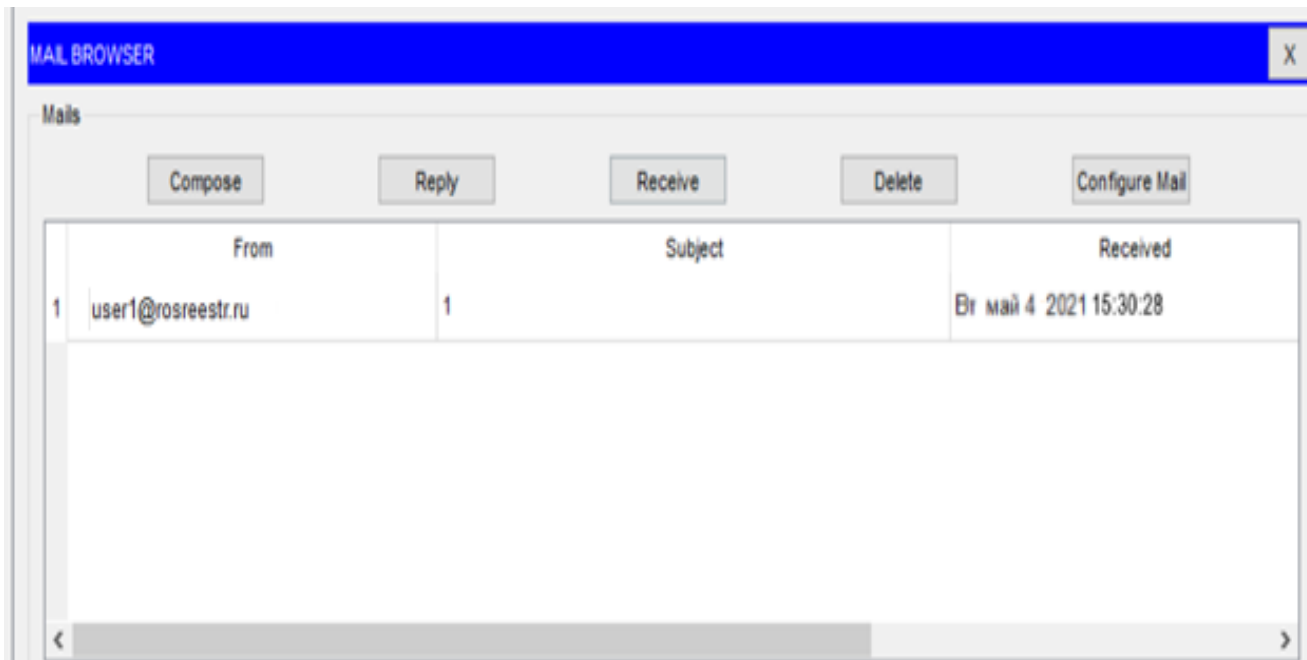 MAIL BROWSER X
Mails
Compose Reply Receive Delete Configure Mail
From Subject Received
1 user1@rosreestr.ru 1 Вт май 4 2021 15:30:28